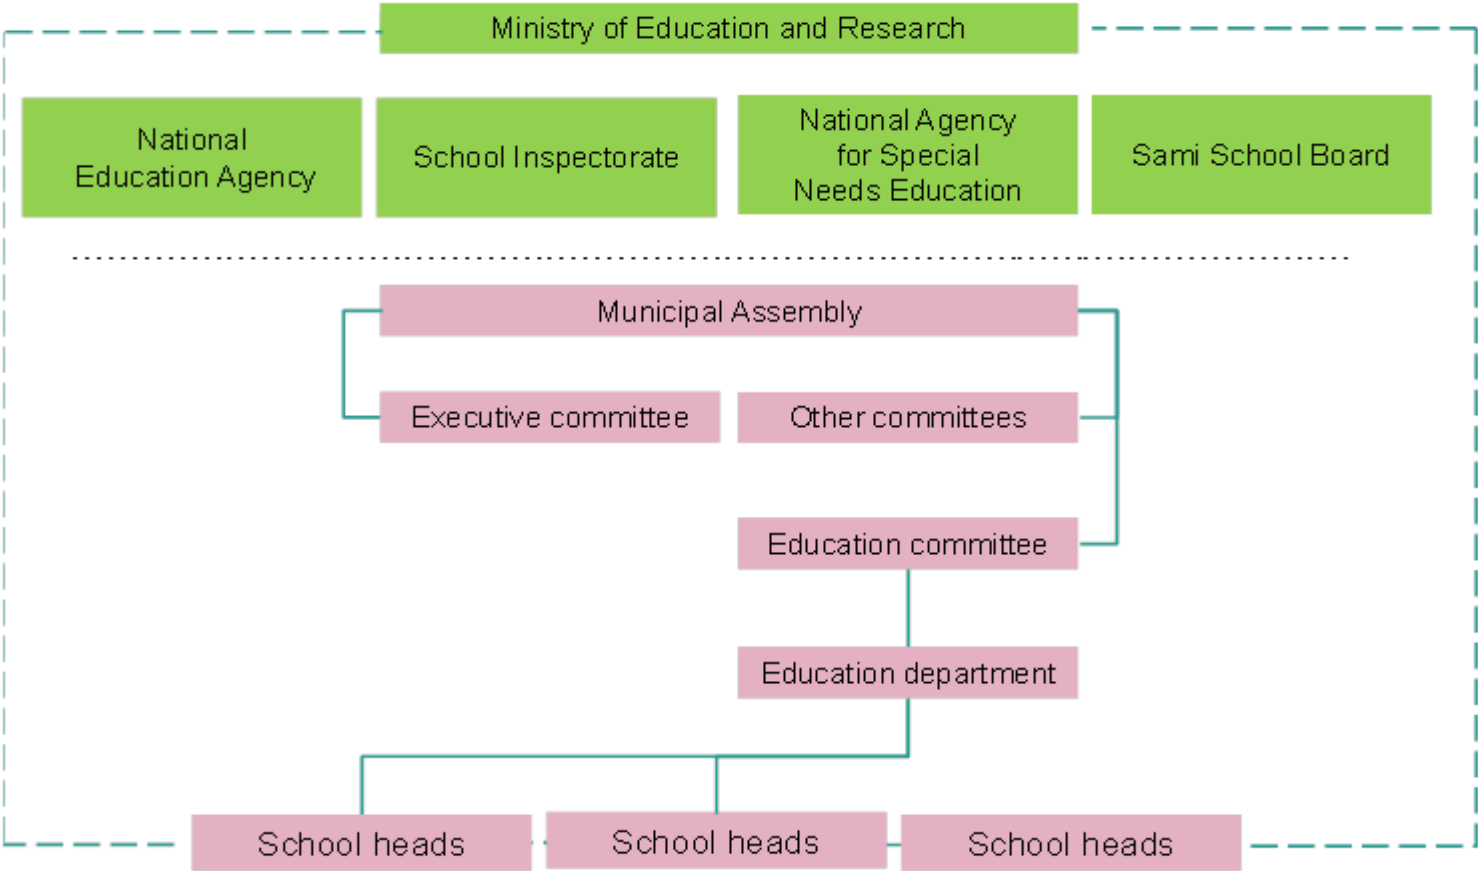 Ministry of Education and Research
National
Education Agency
School Inspectorate
National Agency
for Special
Needs Education
Sami School Board
Municipal Assembly
Executive committee
Other committees
Education committee
Education department
School heads
School heads
School heads